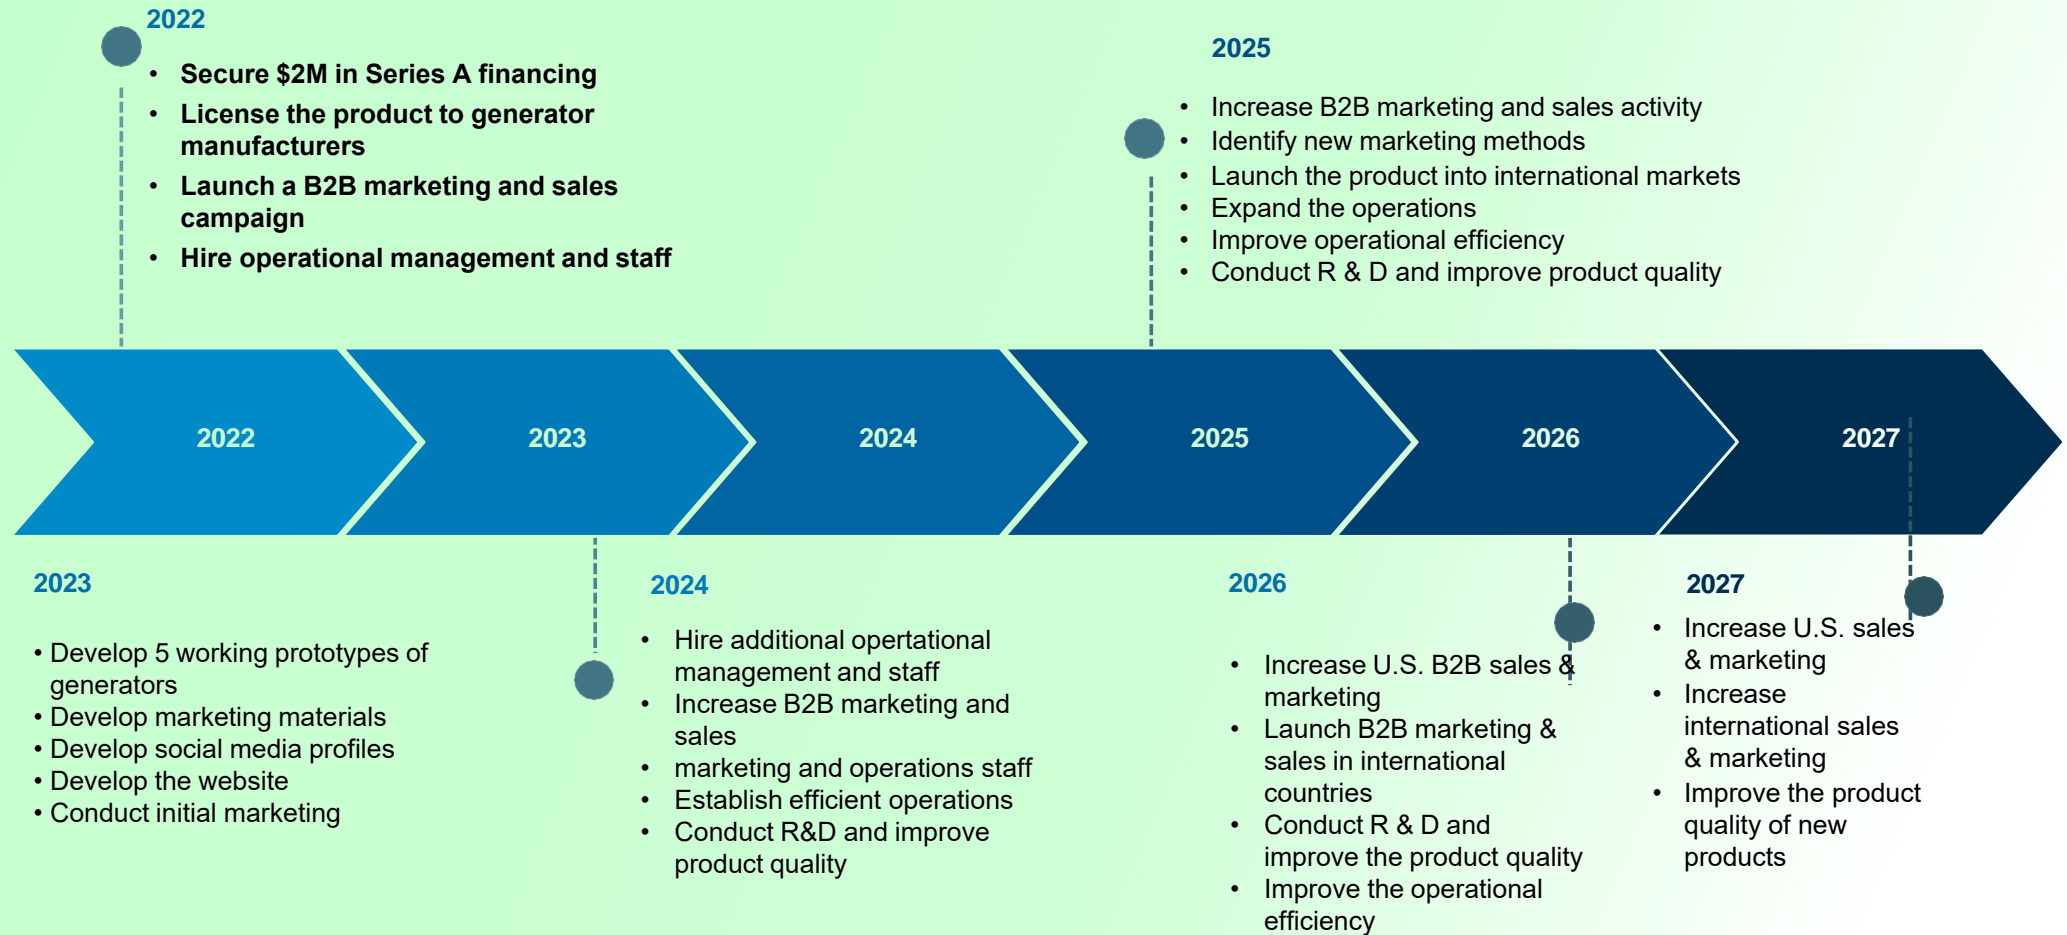 2022
• Secure $2M in Series A financing
• License the product to generator
manufacturers
• Launch a B2B marketing and sales
campaign
• Hire operational management and staff
2025
• Increase B2B marketing and sales activity
• Identify new marketing methods
• Launch the product into international markets
• Expand the operations
• Improve operational efficiency
• Conduct R & D and improve product quality
2022
2023
2024
2025
2026
2027
2023
• Develop 5 working prototypes of
generators
• Develop marketing materials
• Develop social media profiles
• Develop the website
• Conduct initial marketing
2024
• Hire additional opertational
management and staff
• Increase B2B marketing and
sales
• marketing and operations staff
• Establish efficient operations
• Conduct R&D and improve
product quality
2026
• Increase U.S. B2B sales &
marketing
• Launch B2B marketing &
sales in international
countries
• Conduct R & D and
improve the product quality
• Improve the operational
efficiency
2027
• Increase U.S. sales
& marketing
• Increase
international sales
& marketing
• Improve the product
quality of new
products